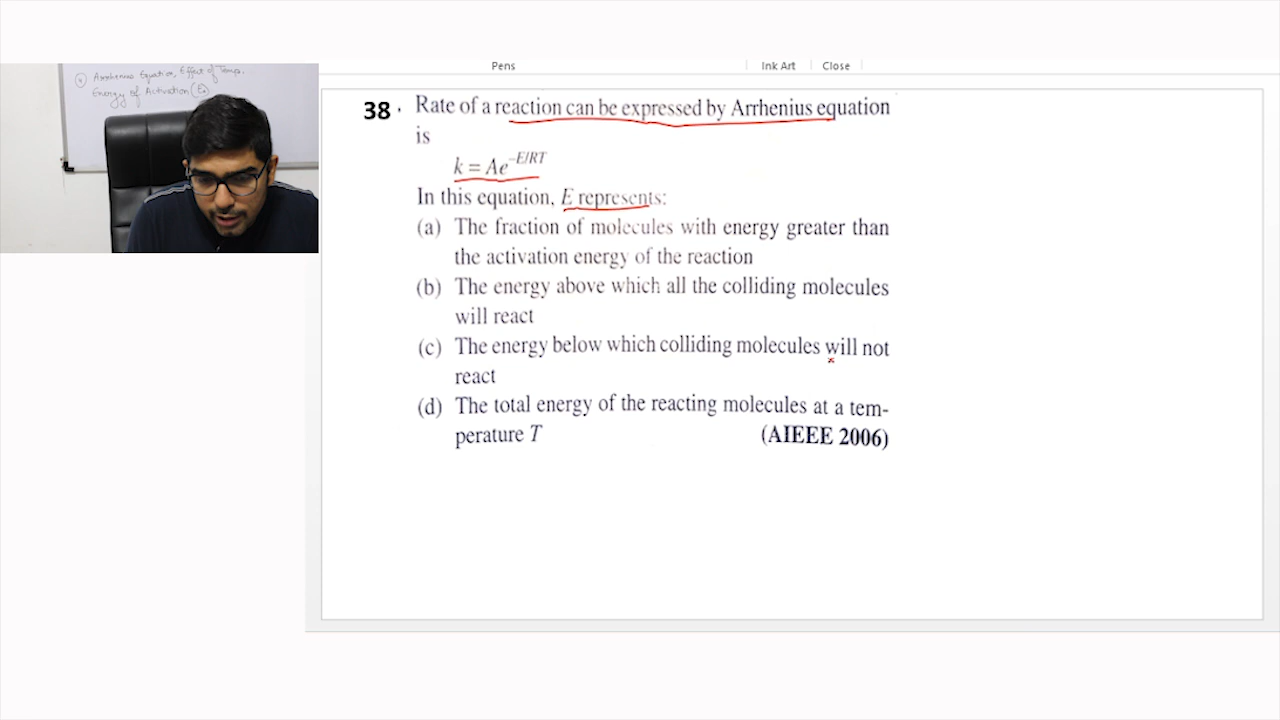 Arrhenius Equation, Effect of Temp.
Energy of Activation (Ea)
Pens Ink Art Close
38. Rate of a reaction can be expressed by Arrhenius equation
is
k = Ae^-E/RT
In this equation, E represents:
(a) The fraction of molecules with energy greater than
the activation energy of the reaction
(b) The energy above which all the colliding molecules
will react
(c) The energy below which colliding molecules will not
react
(d) The total energy of the reacting molecules at a tem-
perature T (AIEEE 2006)